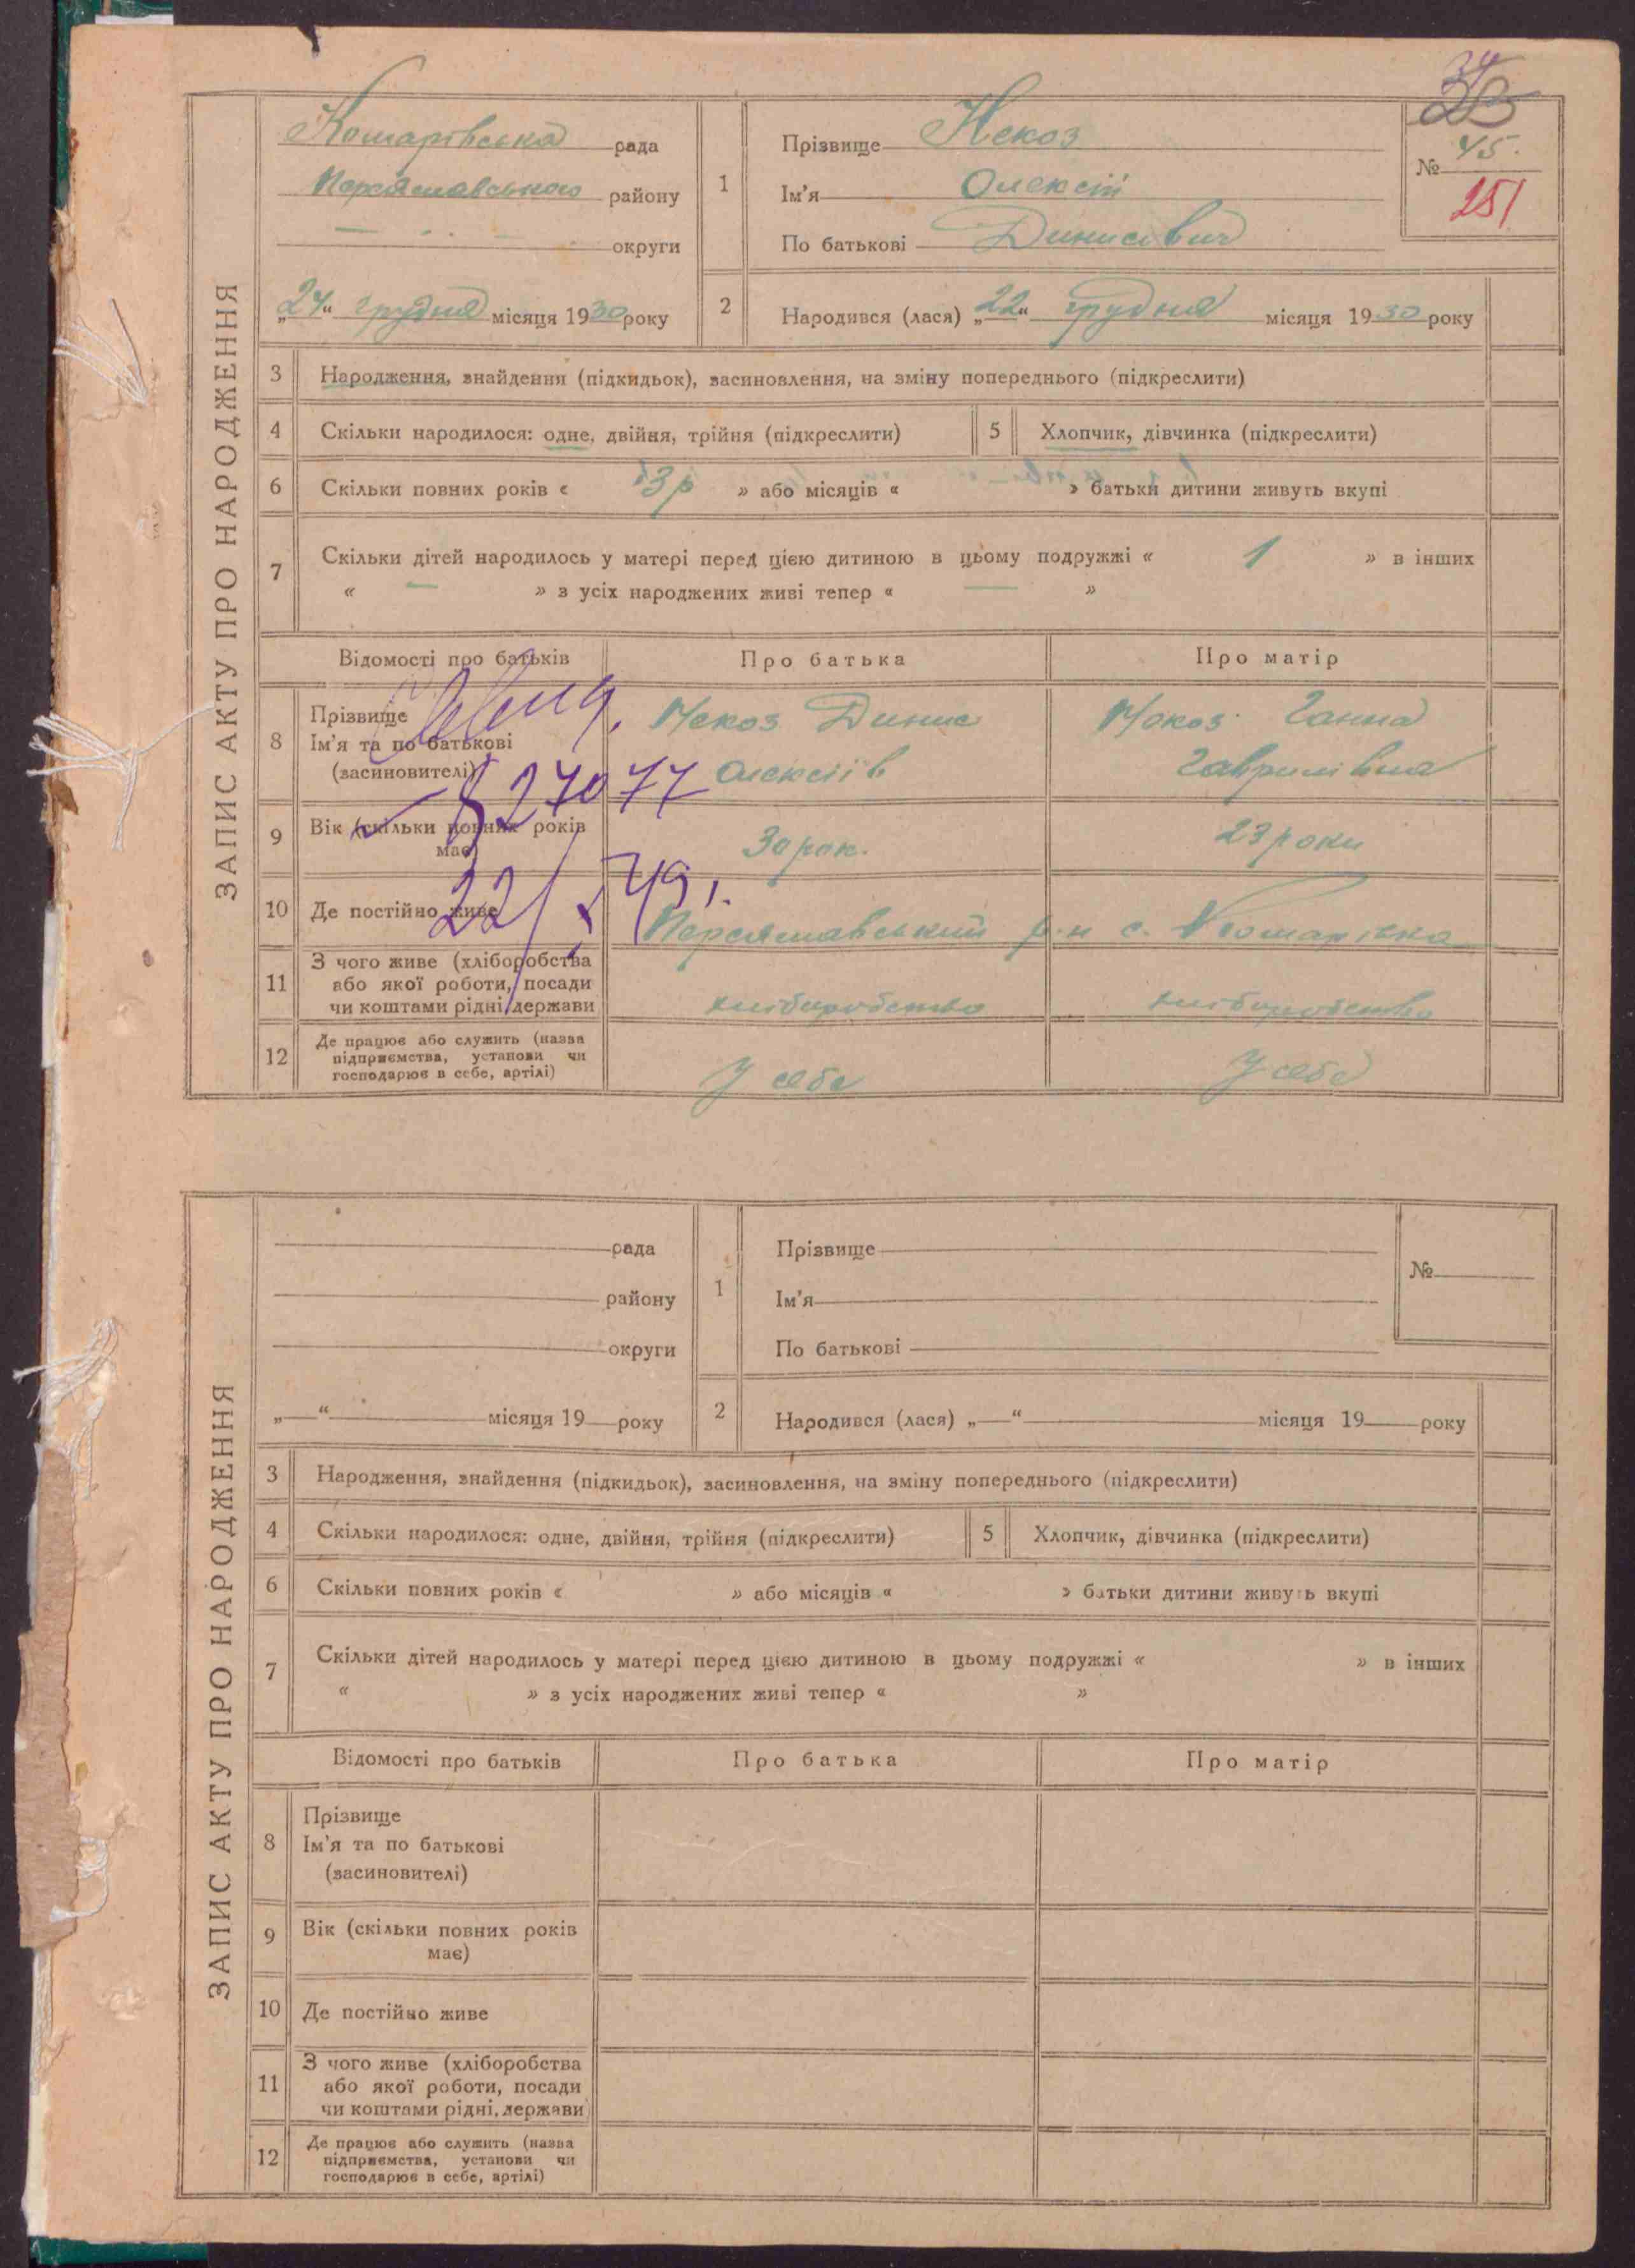 34
ЗАПИС АКТУ ПРО НАРОДЖЕННЯ
Комарівська рада
Переяславського району
— — — округи
„24“ грудня місяця 1930 року
1
Прізвище Некоз
Ім'я Олексій
По батькові Динисівич
№ 45.
251
2
Народився (лася) „22“ грудня місяця 1930 року
3 Народження, знайдення (підкидьок), засиновлення, на зміну попереднього (підкреслити)
4 Скільки народилося: одне, двійня, трійня (підкреслити) 5 Хлопчик, дівчинка (підкреслити)
6 Скільки повних років « 3 р » або місяців « » батьки дитини живуть вкупі
7 Скільки дітей народилось у матері перед цією дитиною в цьому подружжі « 1 » в інших
« — » з усіх народжених живі тепер « — »
Відомості про батьків Про батька Про матір
8 Прізвище
Ім'я та по батькові
(засиновителі)
Некоз Динис
Олексіїв
Некоз Ганна
Гаврилівна
27077
22/X 49 р.
9 Вік (скільки повних років
має)
30 рок.
23 роки
10 Де постійно живе
Переяславський р-н с. Комарівка
11 З чого живе (хліборобства
або якої роботи, посади
чи коштами рідні, держави
хліборобство
хліборобство
12 Де працює або служить (назва
підприємства, установи чи
господарює в себе, артілі)
У себе
У себе
ЗАПИС АКТУ ПРО НАРОДЖЕННЯ
рада
району
округи
„—“ місяця 19 року
1
Прізвище
Ім'я
По батькові
№
2
Народився (лася) „—“ місяця 19 року
3 Народження, знайдення (підкидьок), засиновлення, на зміну попереднього (підкреслити)
4 Скільки народилося: одне, двійня, трійня (підкреслити) 5 Хлопчик, дівчинка (підкреслити)
6 Скільки повних років « » або місяців « » батьки дитини живуть вкупі
7 Скільки дітей народилось у матері перед цією дитиною в цьому подружжі « » в інших
« » з усіх народжених живі тепер « »
Відомості про батьків Про батька Про матір
8 Прізвище
Ім'я та по батькові
(засиновителі)
9 Вік (скільки повних років
має)
10 Де постійно живе
11 З чого живе (хліборобства
або якої роботи, посади
чи коштами рідні, держави)
12 Де працює або служить (назва
підприємства, установи чи
господарює в себе, артілі)